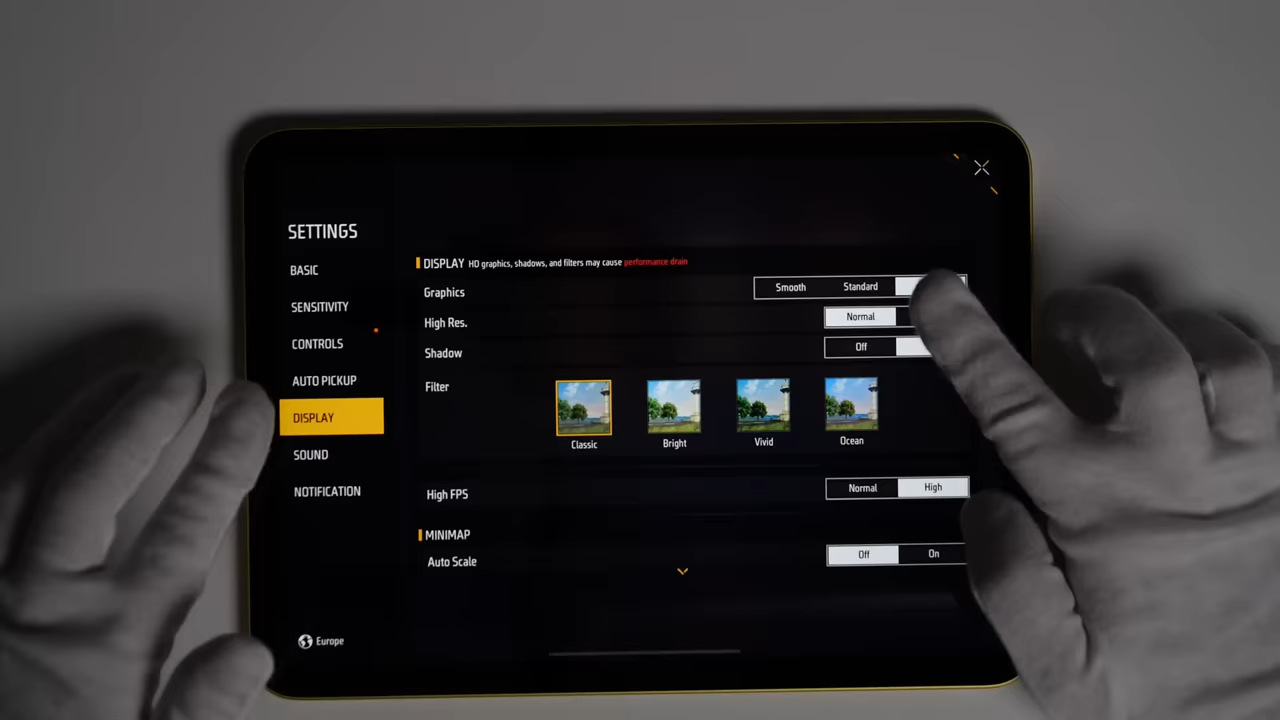 SETTINGS
BASIC
SENSITIVITY
CONTROLS
AUTO PICKUP
DISPLAY
SOUND
NOTIFICATION
Europe
DISPLAY HD graphics, shadows, and filters may cause performance drain
Graphics Smooth Standard
High Res. Normal
Shadow Off
Filter
Classic Bright Vivid Ocean
High FPS Normal High
MINIMAP
Auto Scale Off On